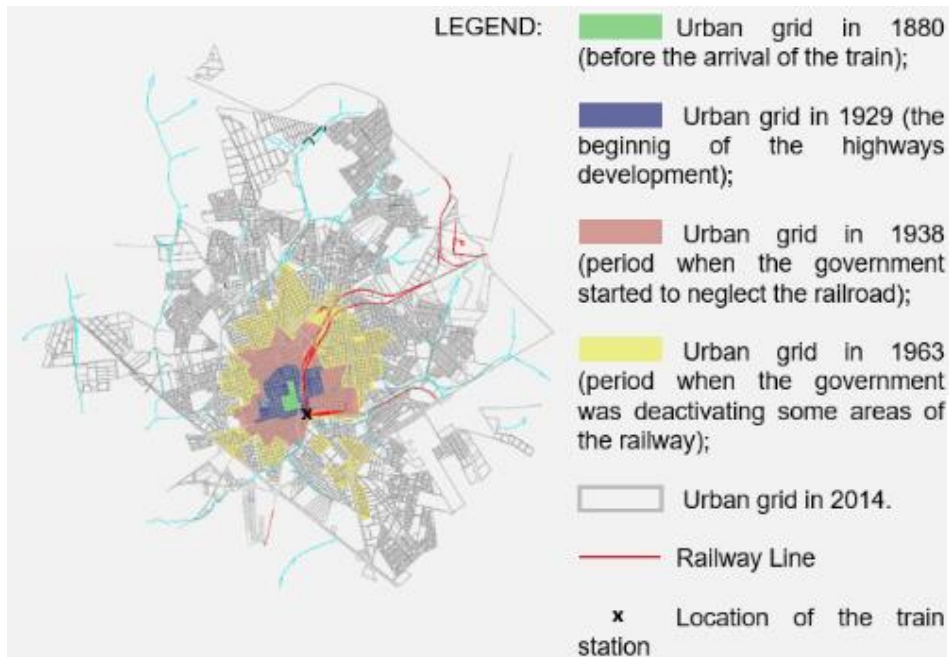 LEGEND:
Urban grid in 1880
(before the arrival of the train);
Urban grid in 1929 (the
beginnig of the highways
development);
Urban grid in 1938
(period when the government
started to neglect the railroad);
Urban grid in 1963
(period when the government
was deactivating some areas of
the railway);
Urban grid in 2014.
Railway Line
x Location of the train
station
x